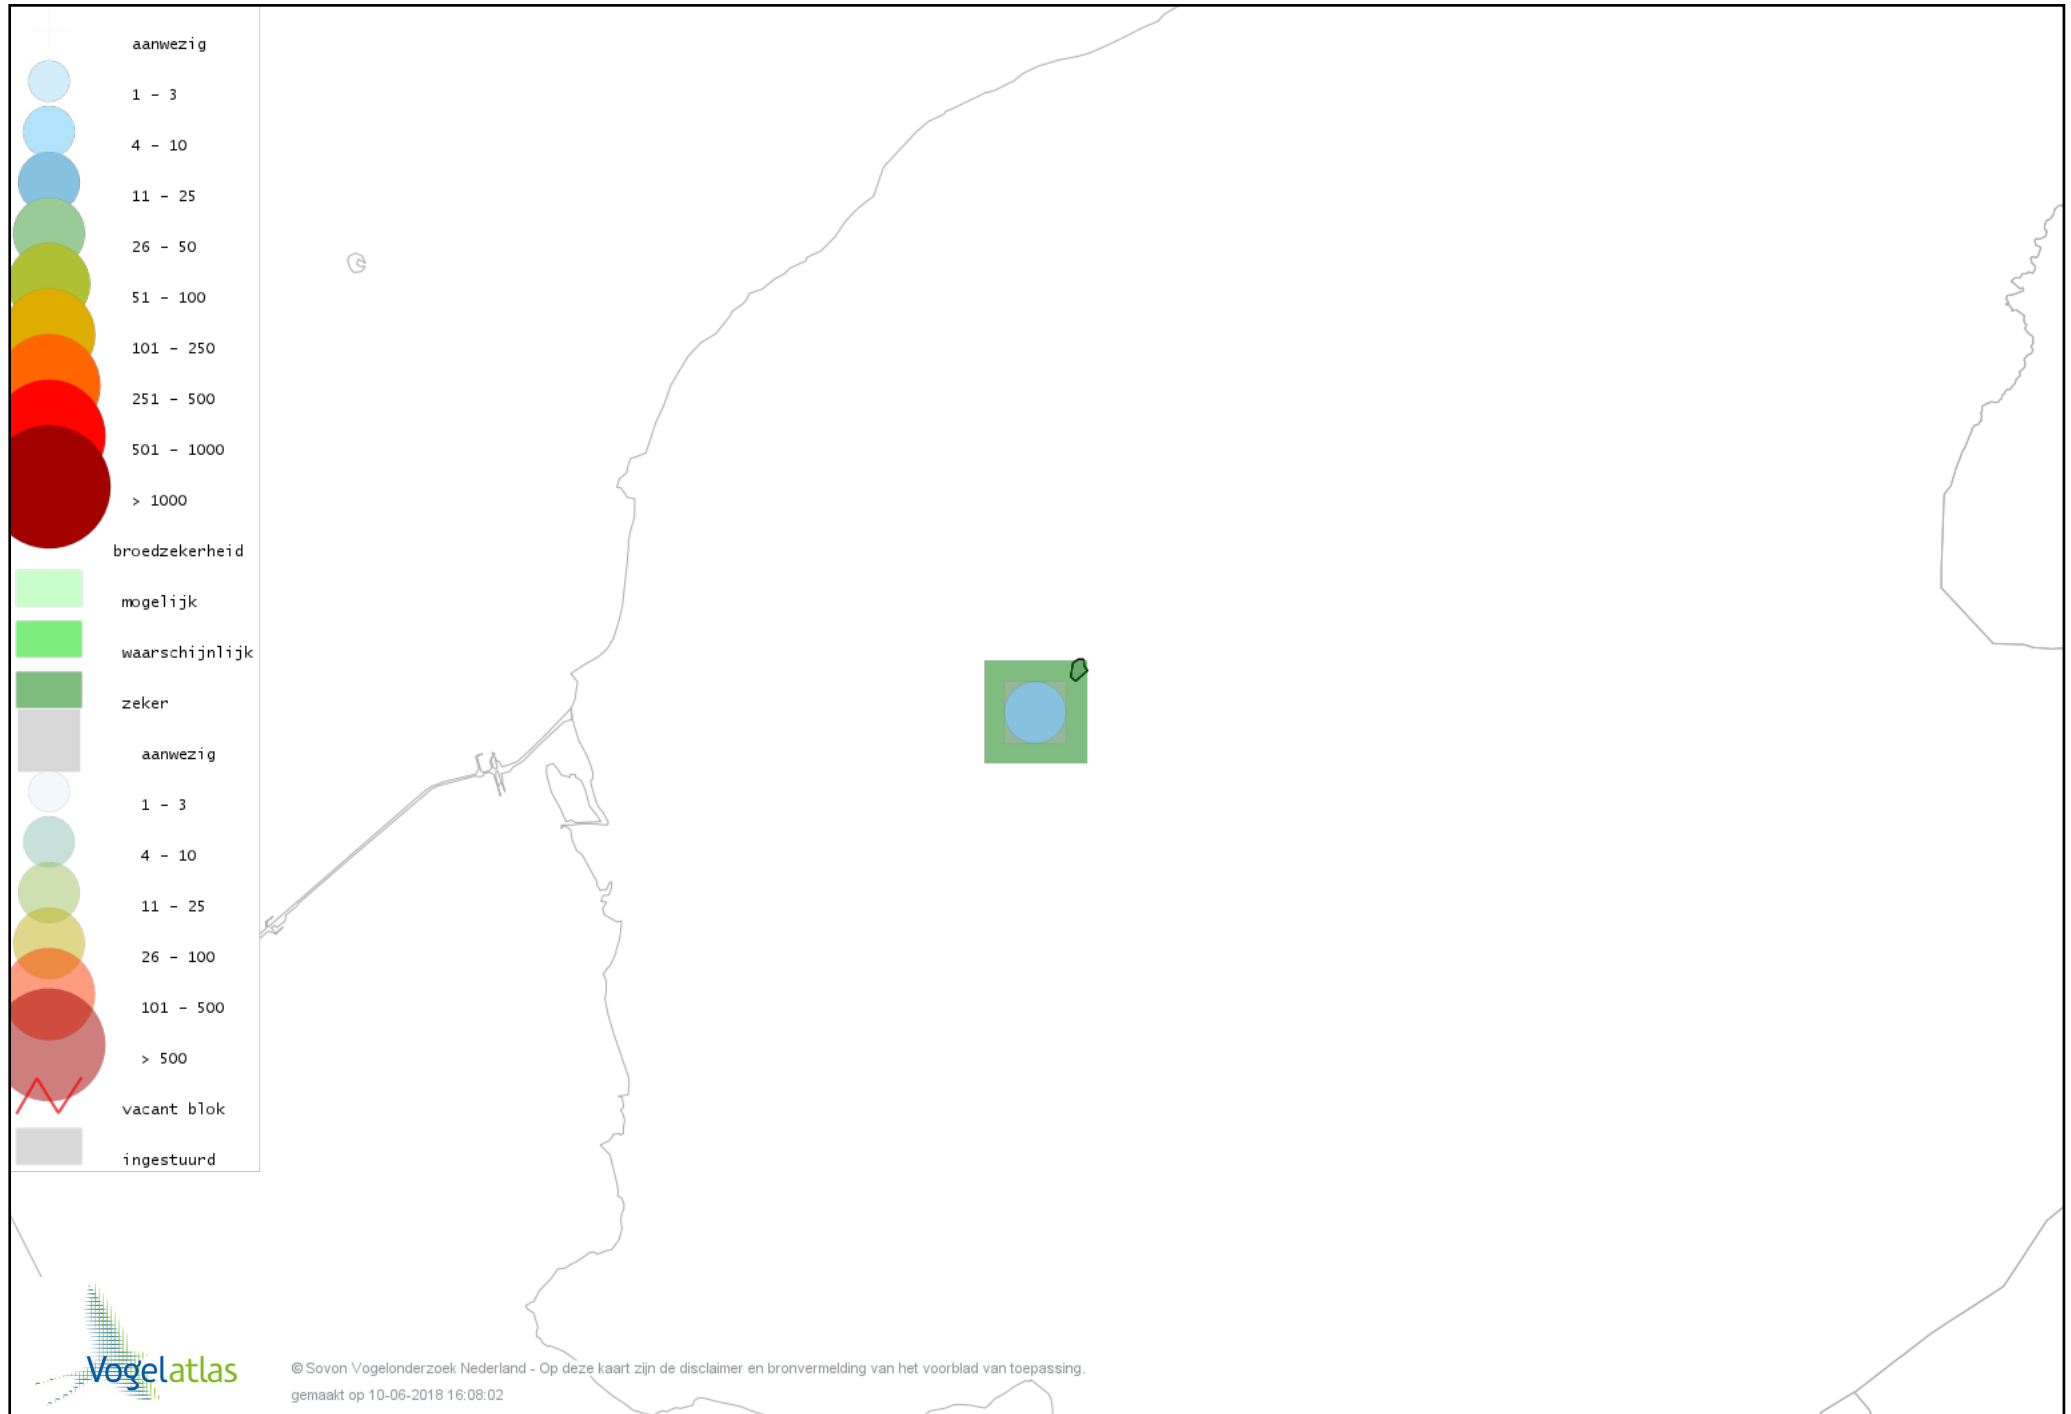 aanwezig
1 - 3
4 - 10
11 - 25
26 - 50
51 - 100
101 - 250
251 - 500
501 - 1000
> 1000
broedzekerheid
mogelijk
waarschijnlijk
zeker
aanwezig
1 - 3
4 - 10
11 - 25
26 - 100
101 - 500
> 500
vacant blok
ingestuurd
Vogelatlas
© Sovon Vogelonderzoek Nederland - Op deze kaart zijn de disclaimer en bronvermelding van het voorblad van toepassing.
gemaakt op 10-06-2018 16:08:02